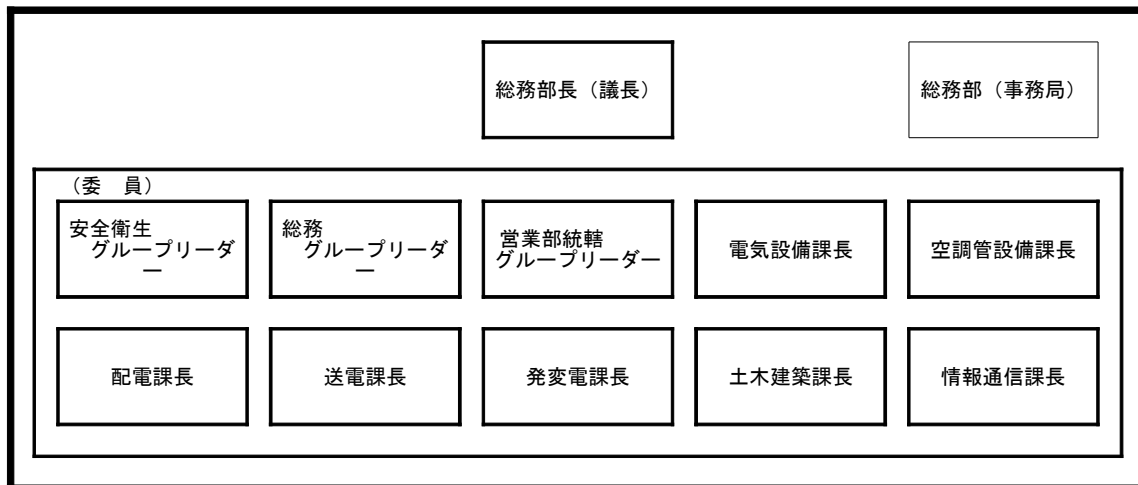 総務部長（議長）
総務部（事務局）
（委　員）
安全衛生
グループリーダ
ー
総務
グループリーダ
ー
営業部統轄
グループリーダー
電気設備課長
空調管設備課長
配電課長
送電課長
発変電課長
土木建築課長
情報通信課長